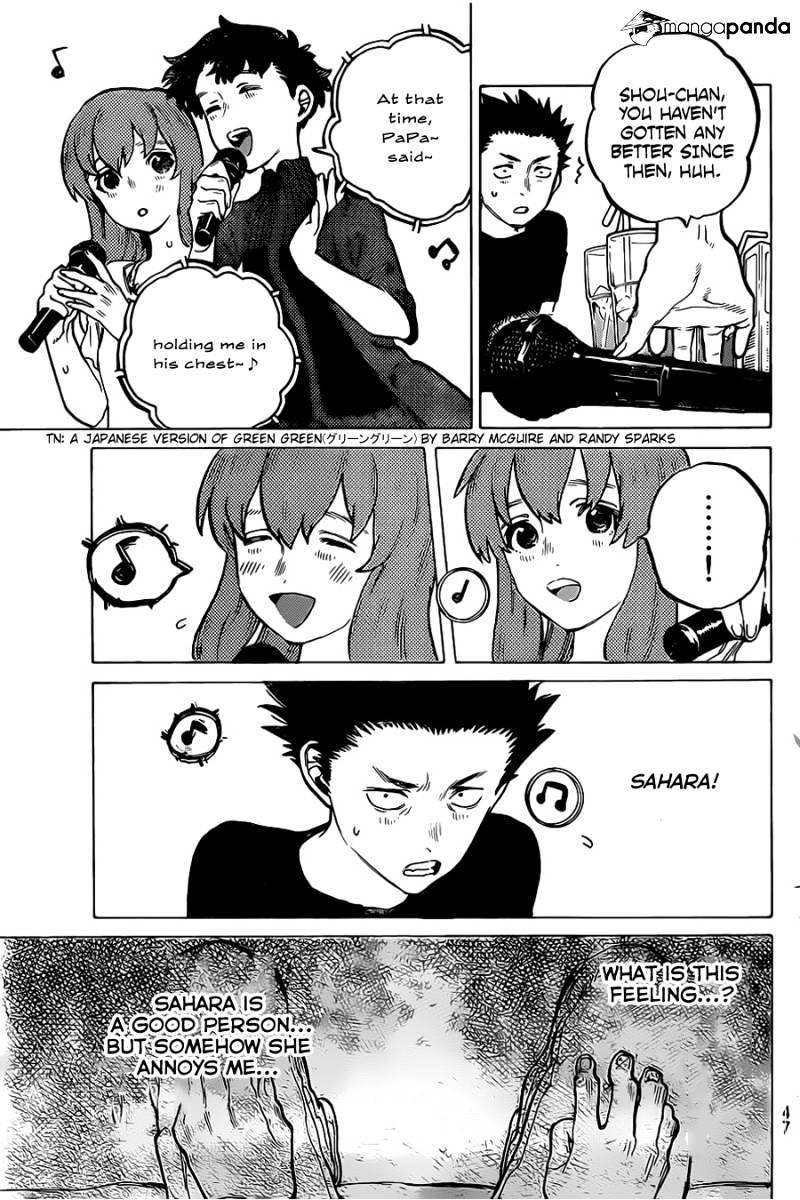 mangapanda
SHOU-CHAN,
YOU HAVEN'T
GOTTEN ANY
BETTER SINCE
THEN, HUH.
At that
time,
PaPa~
said~
holding me in
his chest~♪
TN: A JAPANESE VERSION OF GREEN GREEN(グリーングリーン) BY BARRY MCGUIRE AND RANDY SPARKS
......!
SAHARA!
WHAT IS THIS
FEELING...?
SAHARA IS
A GOOD PERSON...
BUT SOMEHOW SHE
ANNOYS ME...
47